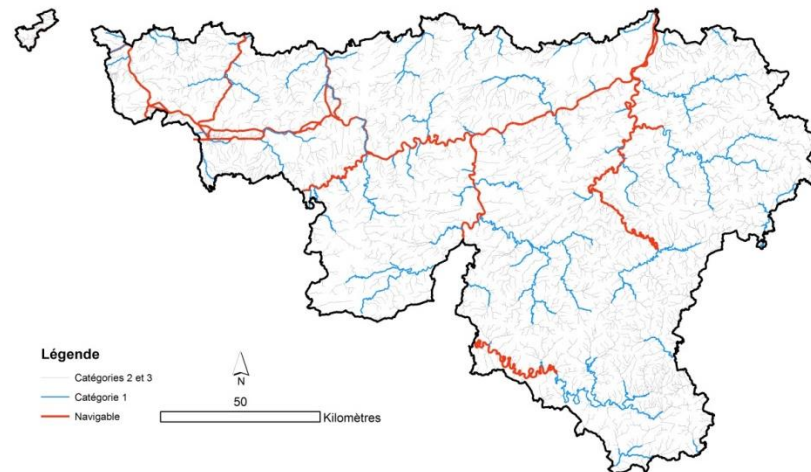 Légende
Catégories 2 et 3
Catégorie 1
Navigable
N
50
Kilomètres